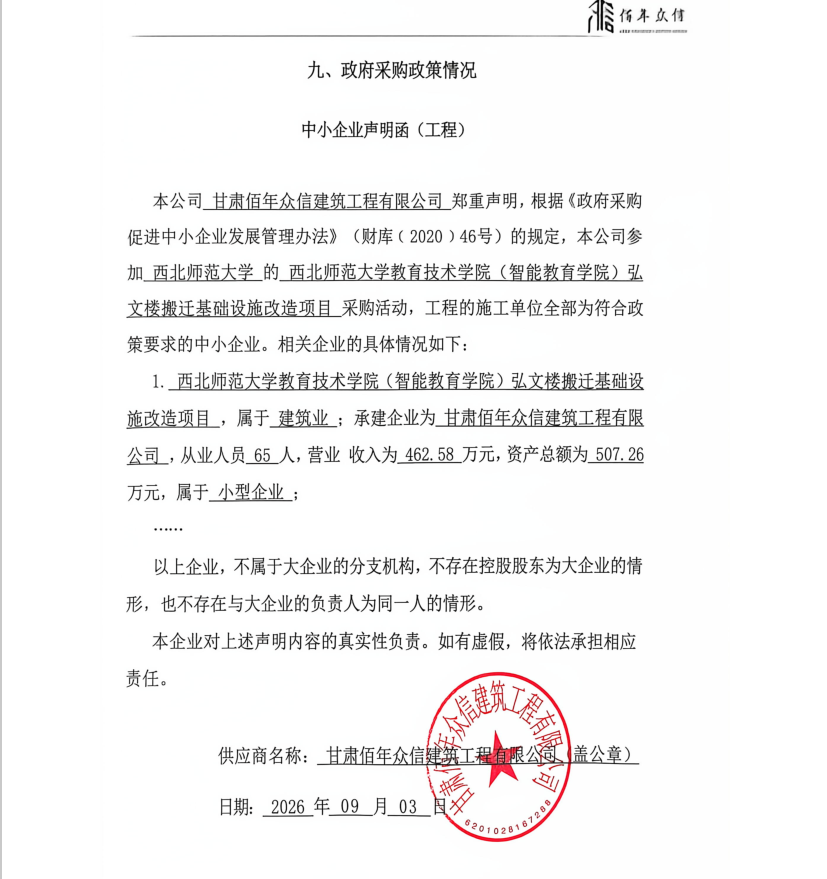 佰年众信
九、政府采购政策情况
中小企业声明函（工程）
本公司 甘肃佰年众信建筑工程有限公司 郑重声明，根据《政府采购
促进中小企业发展管理办法》（财库﹙2020﹚46号）的规定，本公司参
加 西北师范大学 的 西北师范大学教育技术学院（智能教育学院）弘
文楼搬迁基础设施改造项目 采购活动，工程的施工单位全部为符合政
策要求的中小企业。相关企业的具体情况如下：
1. 西北师范大学教育技术学院（智能教育学院）弘文楼搬迁基础设
施改造项目 ，属于 建筑业 ；承建企业为 甘肃佰年众信建筑工程有限
公司 ，从业人员 65 人，营业 收入为 462.58 万元，资产总额为 507.26
万元，属于 小型企业 ；
……
以上企业，不属于大企业的分支机构，不存在控股股东为大企业的情
形，也不存在与大企业的负责人为同一人的情形。
本企业对上述声明内容的真实性负责。如有虚假，将依法承担相应
责任。
供应商名称： 甘肃佰年众信建筑工程有限公司（盖公章）
日期： 2026 年 09 月 03 日
甘肃佰年众信建筑工程有限公司
6201028167288